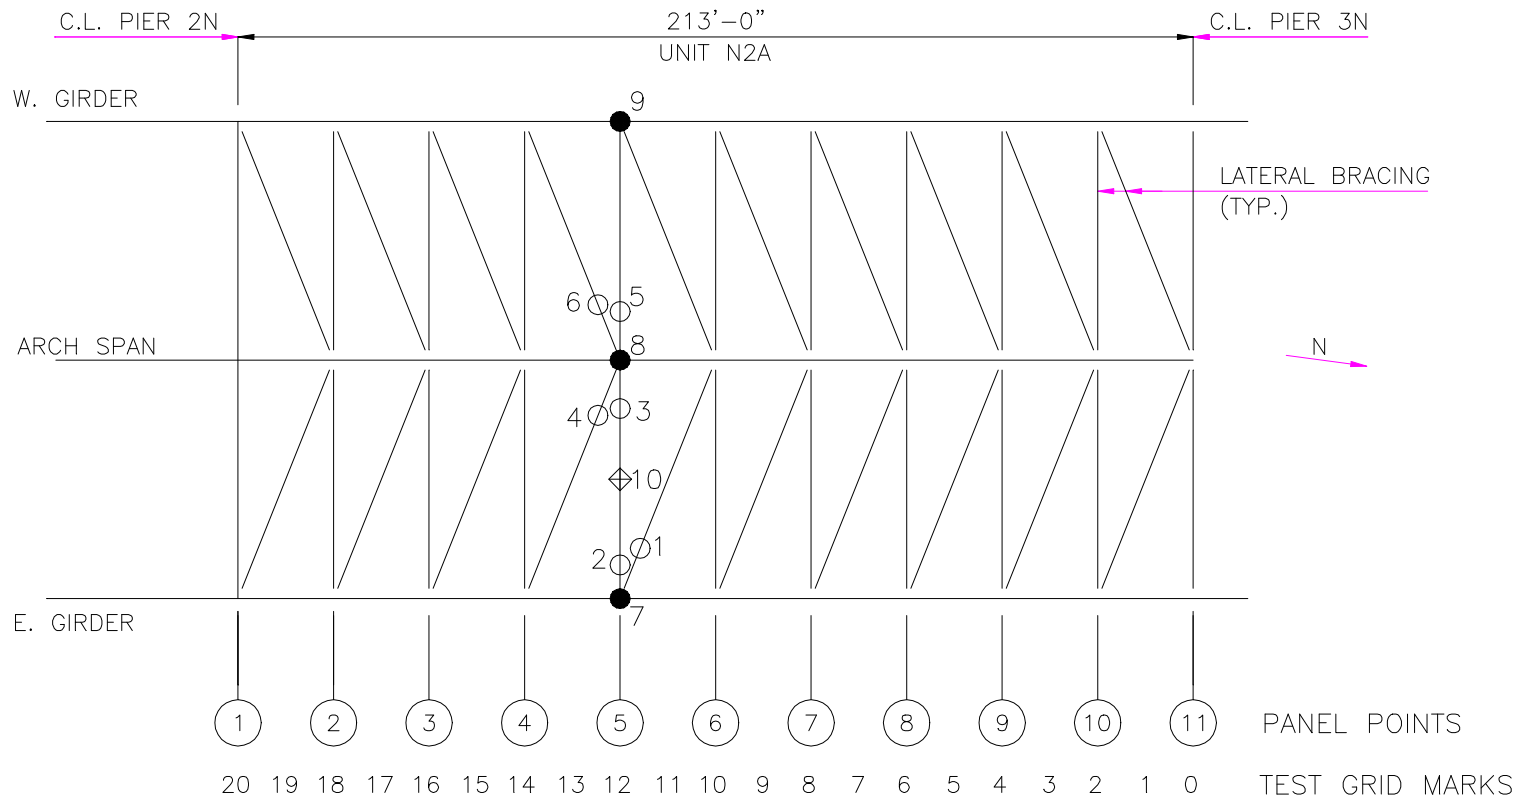 C.L. PIER 2N
213'-0"
C.L. PIER 3N
UNIT N2A
W. GIRDER
9
LATERAL BRACING
(TYP.)
6
5
ARCH SPAN
8
N
4
3
10
2
1
7
E. GIRDER
1 2 3 4 5 6 7 8 9 10 11 PANEL POINTS
20 19 18 17 16 15 14 13 12 11 10 9 8 7 6 5 4 3 2 1 0 TEST GRID MARKS